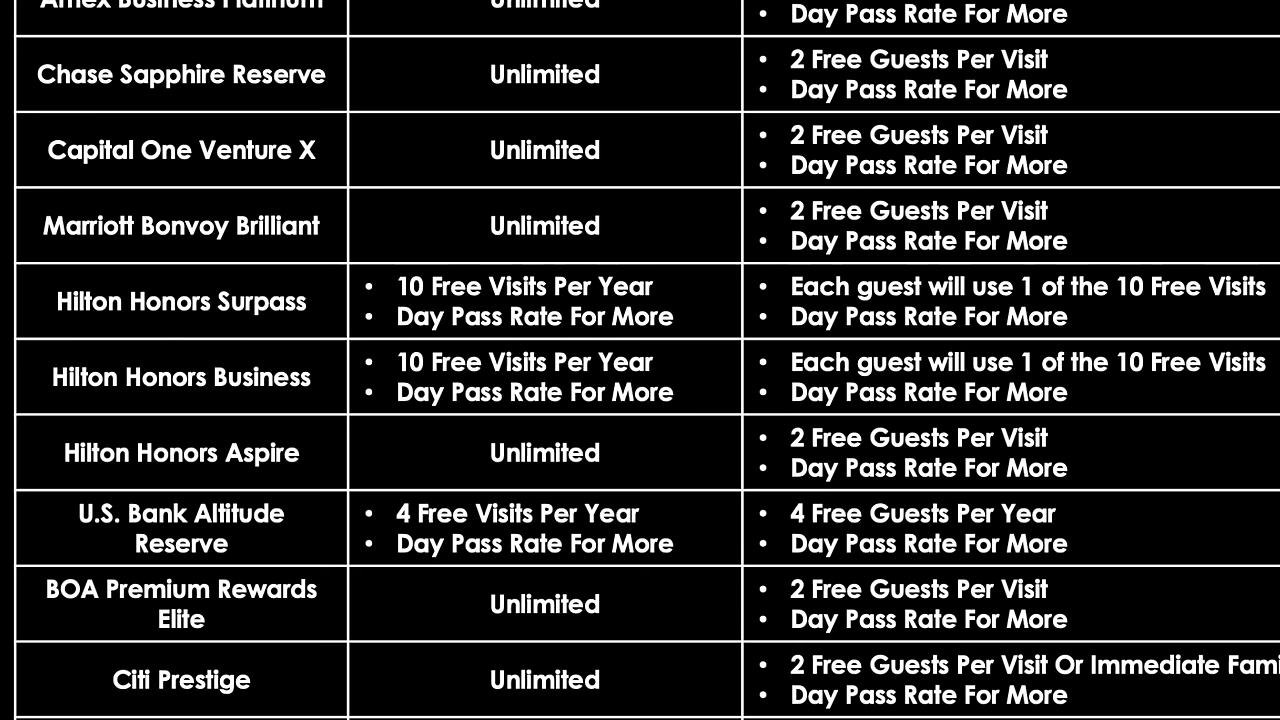 Amex Business Platinum
Unlimited
• Day Pass Rate For More
Chase Sapphire Reserve
Unlimited
• 2 Free Guests Per Visit
• Day Pass Rate For More
Capital One Venture X
Unlimited
• 2 Free Guests Per Visit
• Day Pass Rate For More
Marriott Bonvoy Brilliant
Unlimited
• 2 Free Guests Per Visit
• Day Pass Rate For More
Hilton Honors Surpass
• 10 Free Visits Per Year
• Day Pass Rate For More
• Each guest will use 1 of the 10 Free Visits
• Day Pass Rate For More
Hilton Honors Business
• 10 Free Visits Per Year
• Day Pass Rate For More
• Each guest will use 1 of the 10 Free Visits
• Day Pass Rate For More
Hilton Honors Aspire
Unlimited
• 2 Free Guests Per Visit
• Day Pass Rate For More
U.S. Bank Altitude
Reserve
• 4 Free Visits Per Year
• Day Pass Rate For More
• 4 Free Guests Per Year
• Day Pass Rate For More
BOA Premium Rewards
Elite
Unlimited
• 2 Free Guests Per Visit
• Day Pass Rate For More
Citi Prestige
Unlimited
• 2 Free Guests Per Visit Or Immediate Fami
• Day Pass Rate For More